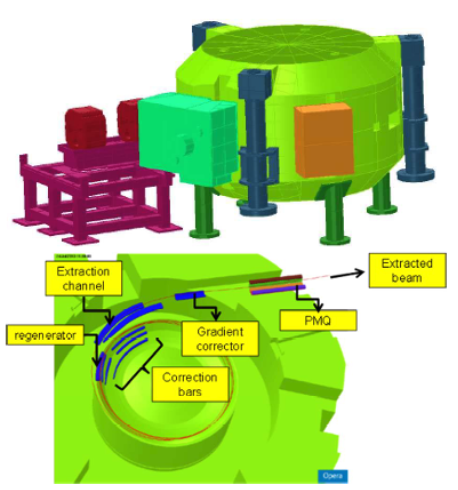 Extraction
channel
Extracted
beam
regenerator
Gradient
corrector
PMQ
Correction
bars
Opera